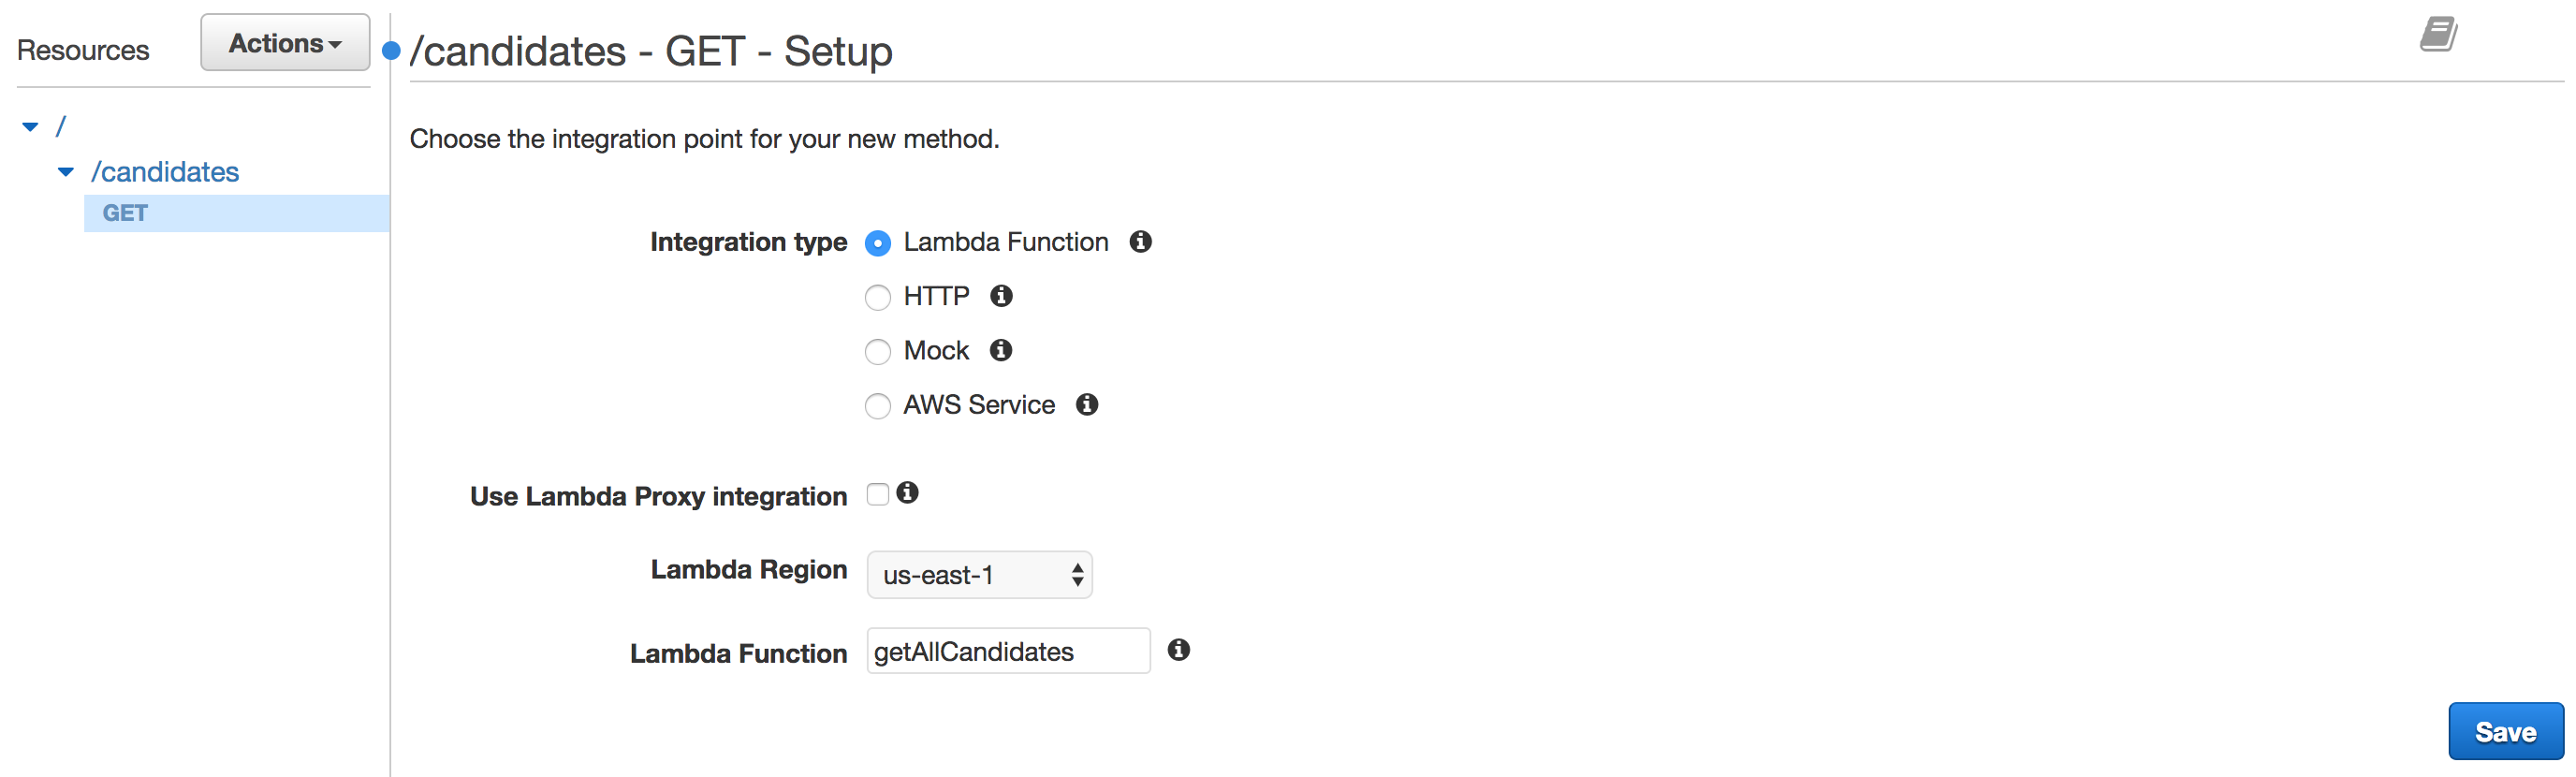 Resources
Actions
/
/candidates
GET
/candidates - GET - Setup
Choose the integration point for your new method.
Integration type
Lambda Function
HTTP
Mock
AWS Service
Use Lambda Proxy integration
Lambda Region
us-east-1
Lambda Function
getAllCandidates
Save